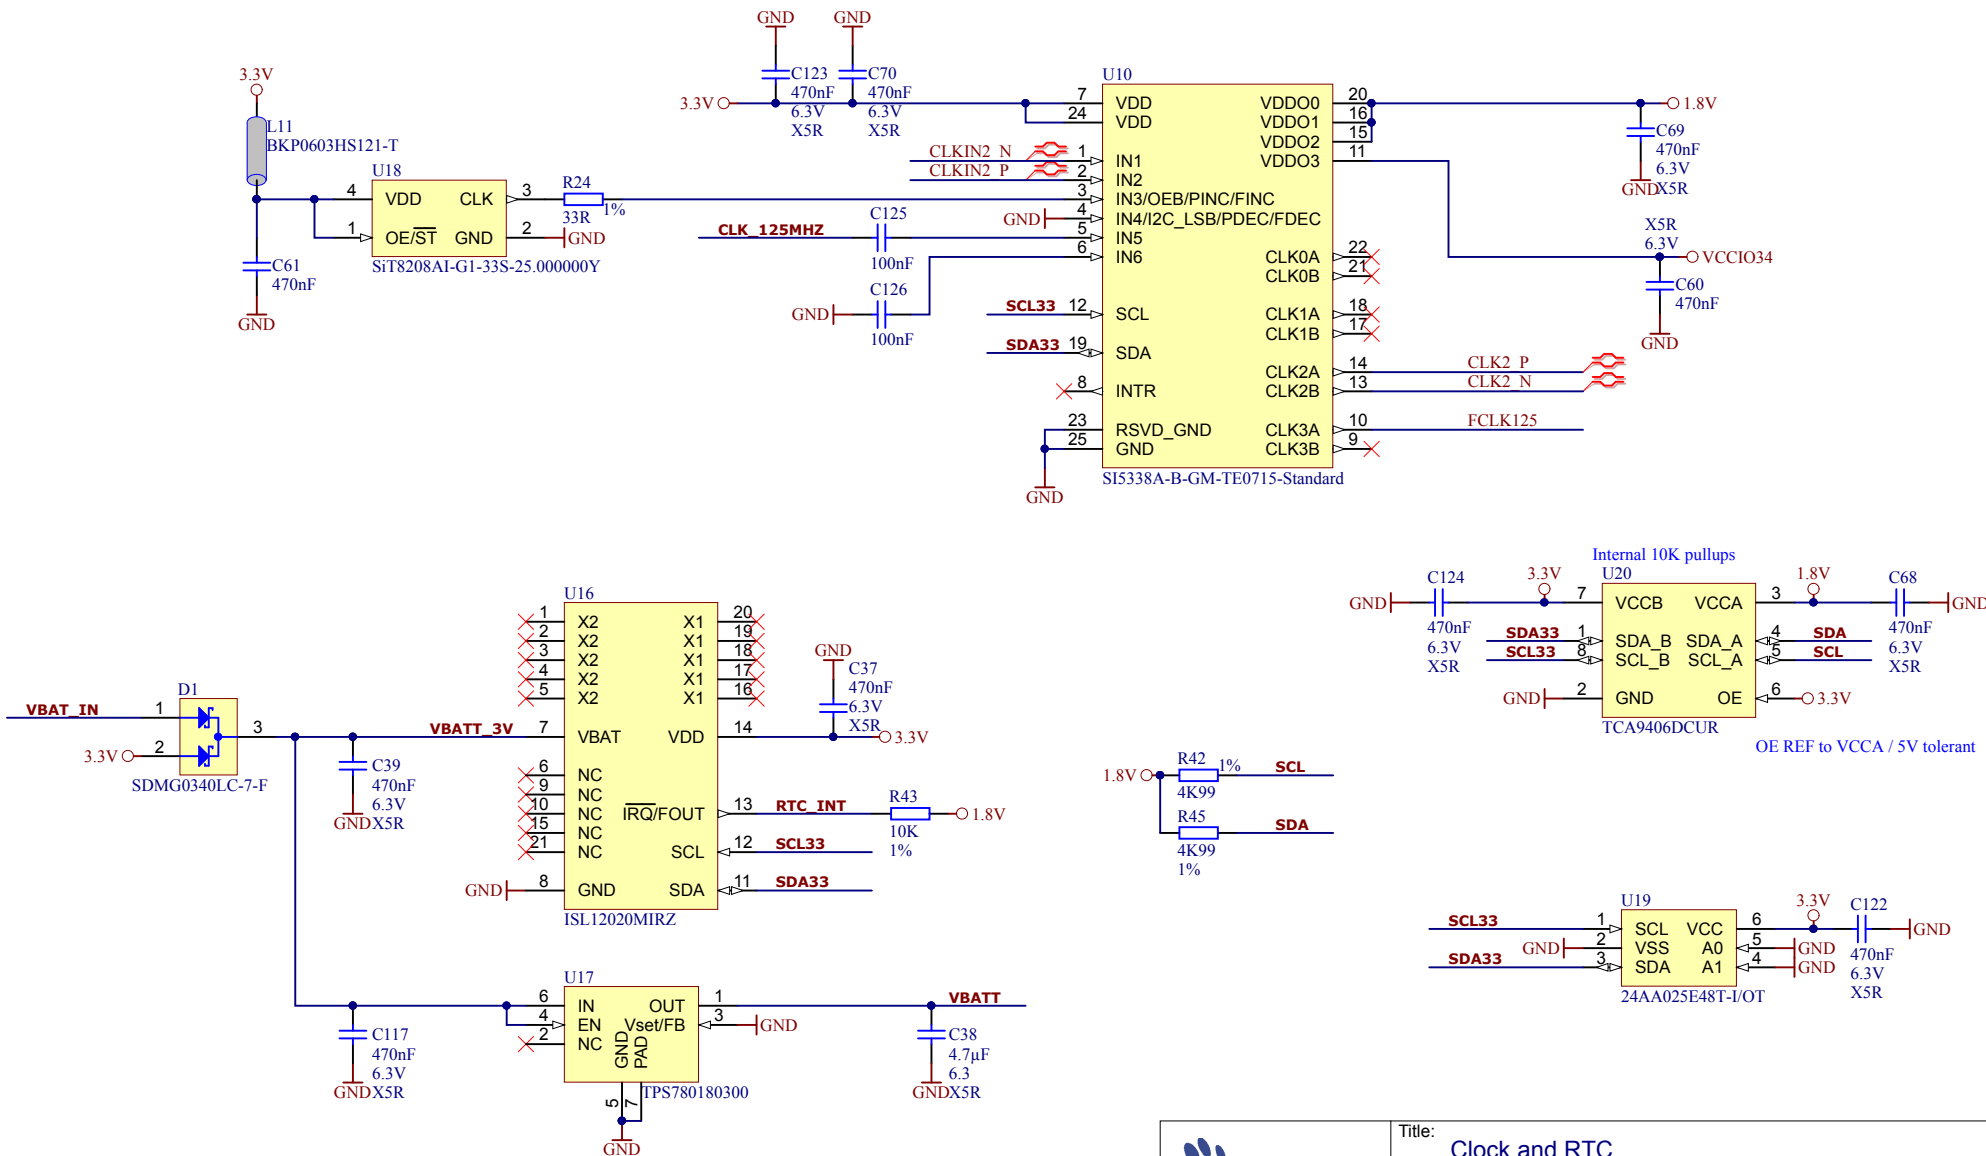 GND
GND
C123
470nF
6.3V
X5R
C70
470nF
6.3V
X5R
3.3V
3.3V
L11
BKP0603HS121-T
U18
4
VDD
CLK
3
1
OE/ST
GND
2
GND
SiT8208AI-G1-33S-25.000000Y
R24
33R
1%
C61
470nF
GND
U10
7
VDD
24
VDD
CLKIN2_N
1
IN1
CLKIN2_P
2
IN2
3
IN3/OEB/PINC/FINC
GND
4
IN4/I2C_LSB/PDEC/FDEC
CLK_125MHZ
C125
100nF
5
IN5
6
IN6
GND
C126
100nF
SCL33
12
SCL
SDA33
19
SDA
8
INTR
23
RSVD_GND
25
GND
GND
VDDO0
20
VDDO1
16
VDDO2
15
VDDO3
11
CLK0A
22
CLK0B
21
CLK1A
18
CLK1B
17
CLK2A
14
CLK2_P
CLK2B
13
CLK2_N
CLK3A
10
FCLK125
CLK3B
9
SI5338A-B-GM-TE0715-Standard
1.8V
C69
470nF
6.3V
X5R
GND
X5R
6.3V
VCCIO34
C60
470nF
GND
VBAT_IN
D1
1
3.3V
2
3
SDMG0340LC-7-F
VBATT_3V
C39
470nF
6.3V
X5R
GND
U16
1
X2
2
X2
3
X2
4
X2
5
X2
X1
20
X1
19
X1
18
X1
17
X1
16
7
VBAT
VDD
14
3.3V
GND
C37
470nF
6.3V
X5R
6
NC
9
NC
10
NC
15
NC
21
NC
GND
8
GND
IRQ/FOUT
13
RTC_INT
R43
10K
1%
1.8V
SCL
12
SCL33
SDA
11
SDA33
ISL12020MIRZ
U17
6
IN
4
EN
2
NC
OUT
1
VBATT
Vset/FB
3
GND
GND
PAD
5
7
GND
TPS780180300
C117
470nF
6.3V
X5R
GND
C38
4.7µF
6.3
X5R
GND
1.8V
R42
1%
4K99
SCL
R45
4K99
1%
SDA
Internal 10K pullups
U20
GND
C124
470nF
6.3V
X5R
3.3V
7
VCCB
VCCA
3
1.8V
C68
470nF
6.3V
X5R
GND
SDA33
1
SDA_B
SDA_A
4
SDA
SCL33
8
SCL_B
SCL_A
5
SCL
GND
2
GND
OE
6
3.3V
TCA9406DCUR
OE REF to VCCA / 5V tolerant
U19
SCL33
1
SCL
VCC
6
3.3V
C122
470nF
6.3V
X5R
GND
GND
2
VSS
A0
5
GND
SDA33
3
SDA
A1
4
GND
24AA025E48T-I/OT
Title:
Clock and RTC